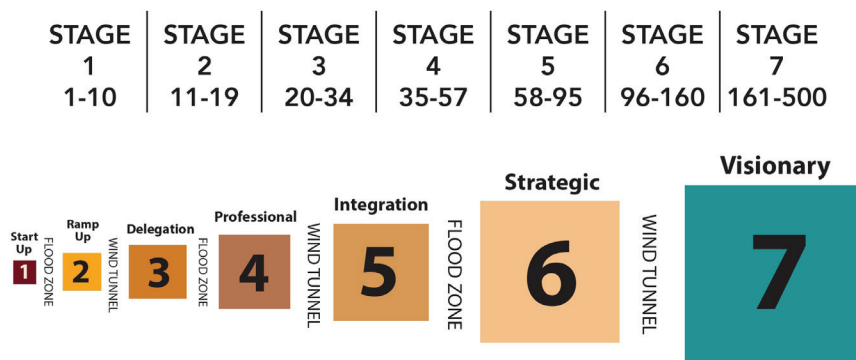 STAGE STAGE STAGE STAGE STAGE STAGE STAGE
1 2 3 4 5 6 7
1-10 11-19 20-34 35-57 58-95 96-160 161-500
Start
Up
1
FLOOD ZONE
Ramp
Up
2
WIND TUNNEL
Delegation
3
FLOOD ZONE
Professional
4
WIND TUNNEL
Integration
5
FLOOD ZONE
Strategic
6
WIND TUNNEL
Visionary
7